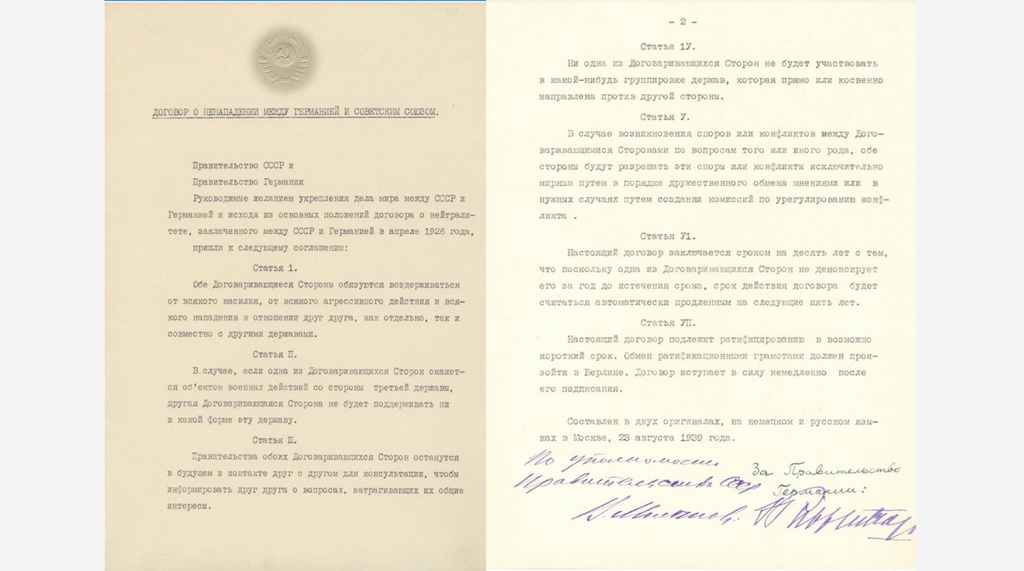 ДОГОВОР О НЕНАПАДЕНИИ МЕЖДУ ГЕРМАНИЕЙ И СОВЕТСКИМ СОЮЗОМ.
Правительство СССР и
Правительство Германии
Руководимые желанием укрепления дела мира между СССР и
Германией и исходя из основных положений договора о нейтрали-
тете, заключенного между СССР и Германией в апреле 1926 года,
пришли к следующему соглашению:
Статья 1.
Обе Договаривающиеся Стороны обязуются воздерживаться
от всякого насилия, от всякого агрессивного действия и вся-
кого нападения в отношении друг друга, как отдельно, так и
совместно с другими державами.
Статья П.
В случае, если одна из Договаривающихся Сторон окажет-
ся об'ектом военных действий со стороны третьей державы,
другая Договаривающаяся Сторона не будет поддерживать ни
в какой форме эту державу.
Статья Ш.
Правительства обоих Договаривающихся Сторон останутся
в будущем в контакте друг с другом для консультации, чтобы
информировать друг друга о вопросах, затрагивающих их общие
интересы.
- 2 -
Статья 1У.
Ни одна из Договаривающихся Сторон не будет участвовать
в какой-нибудь группировке держав, которая прямо или косвенно
направлена против другой стороны.
Статья У.
В случае возникновения споров или конфликтов между Дого-
варивающимися Сторонами по вопросам того или иного рода, обе
стороны будут разрешать эти споры или конфликты исключительно
мирным путем в порядке дружественного обмена мнениями или в
нужных случаях путем создания комиссий по урегулированию конф-
ликта .
Статья У1.
Настоящий договор заключается сроком на десять лет с тем,
что поскольку одна из Договаривающихся Сторон не денонсирует
его за год до истечения срока, срок действия договора будет
считаться автоматически продленным на следующие пять лет.
Статья УП.
Настоящий договор подлежит ратифицированию в возможно
короткий срок. Обмен ратификационными грамотами должен прои-
зойти в Берлине. Договор вступает в силу немедленно после
его подписания.
Составлен в двух оригиналах, на немецком и русском язы-
ках в Москве, 23 августа 1939 года.
По уполномочию
Правительства СССР
В. Молотов
За Правительство
Германии: